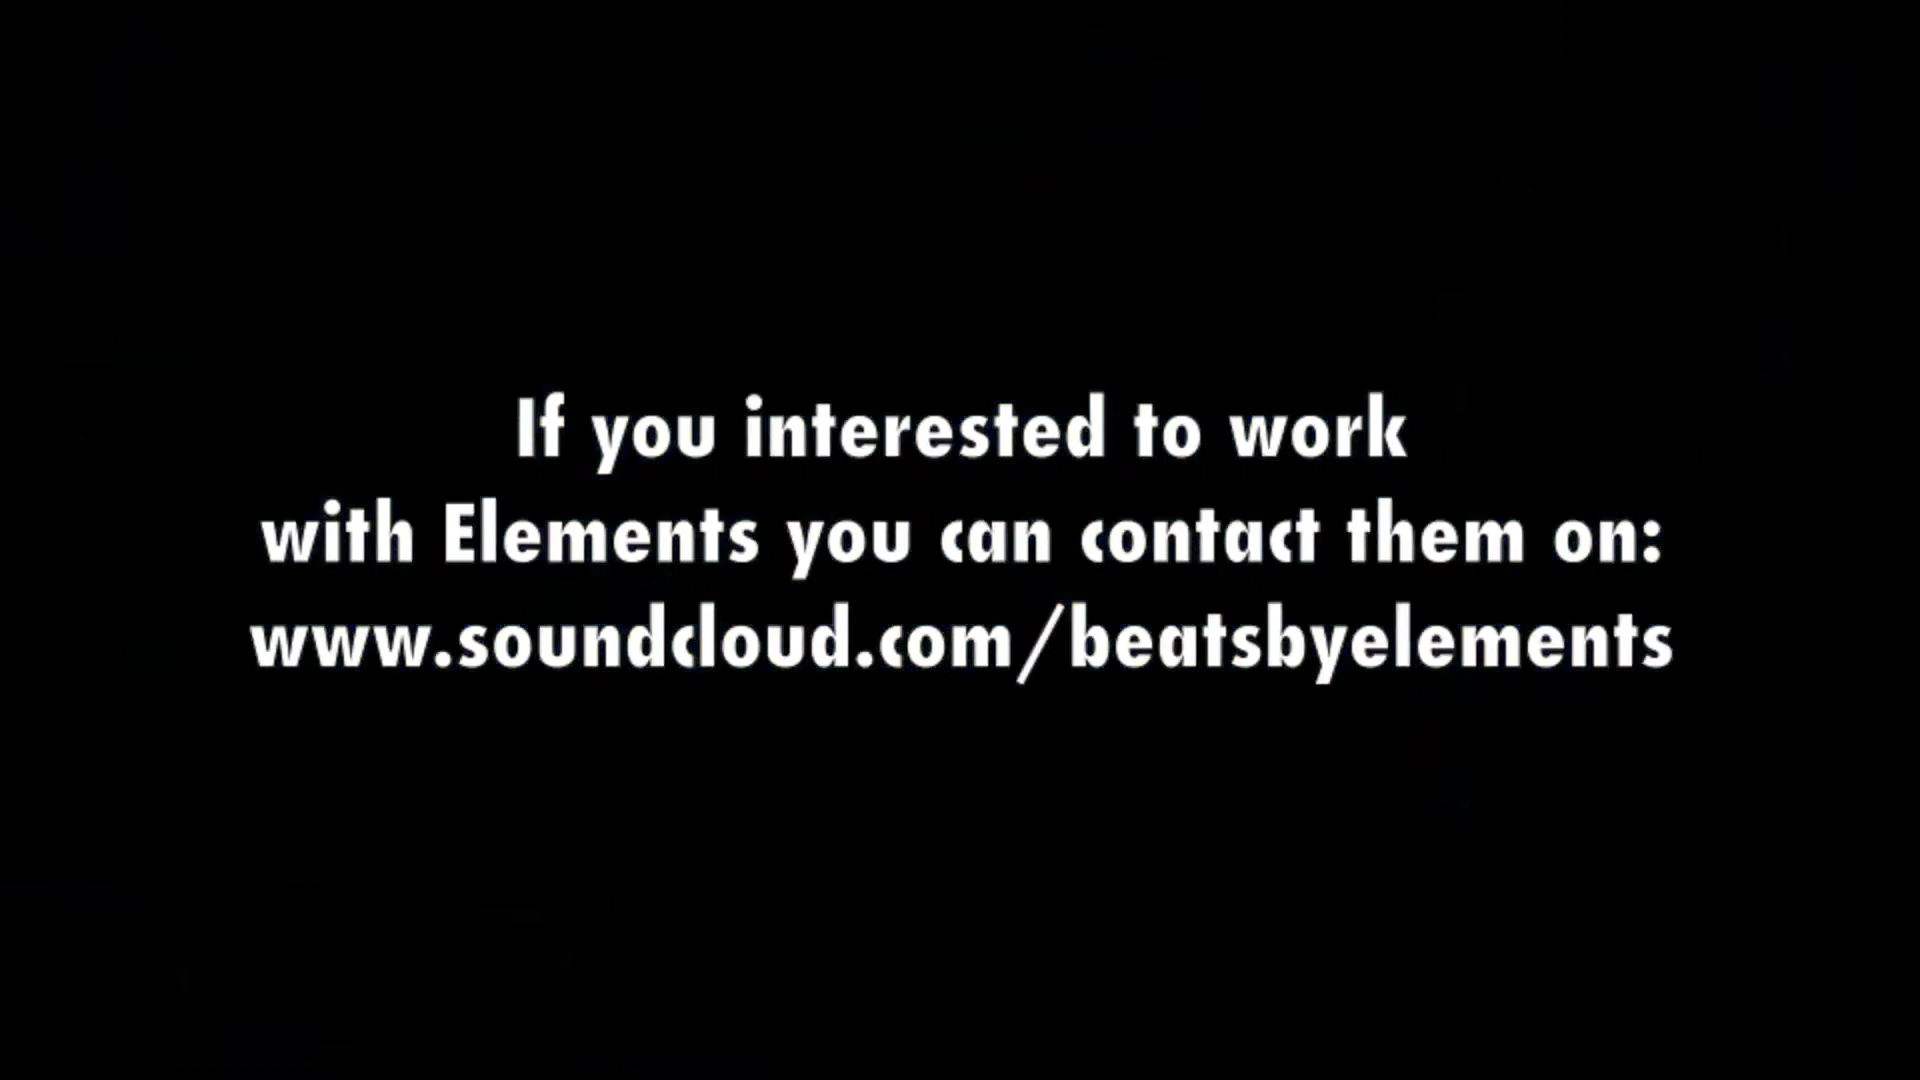 If you interested to work
with Elements you can contact them on:
www.soundcloud.com/beatsbyelements